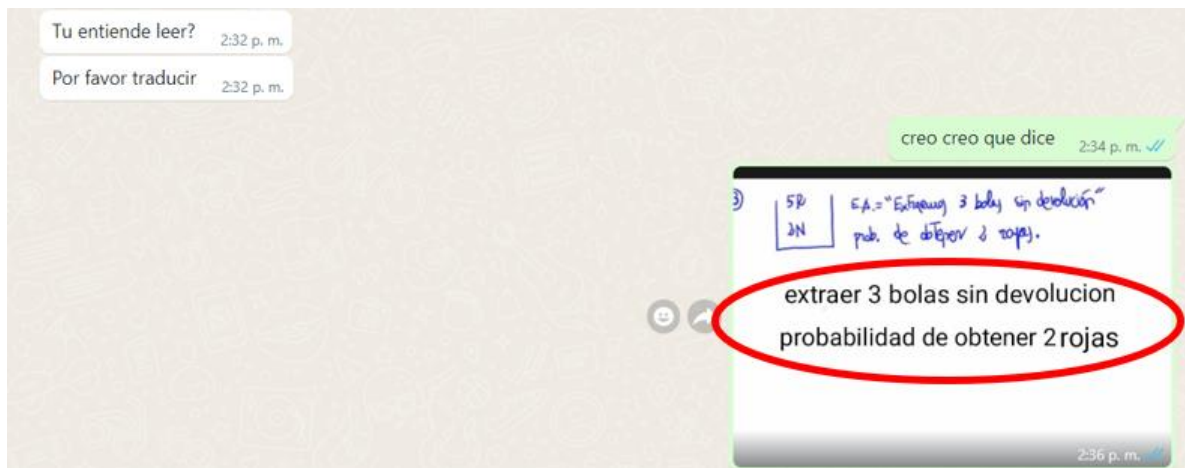 Tu entiende leer? 2:32 p. m.
Por favor traducir 2:32 p. m.
creo creo que dice 2:34 p. m.
3) 5R E.A.="Extraemos 3 bolas sin devolución"
N prob. de obtener 2 rojas.
extraer 3 bolas sin devolucion
probabilidad de obtener 2 rojas
2:36 p. m.